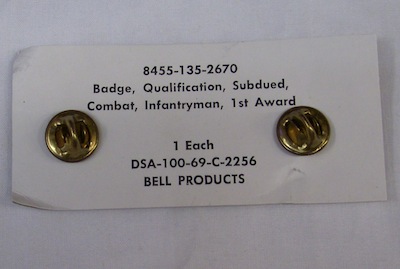 8455-135-2670
Badge, Qualification, Subdued,
Combat, Infantryman, 1st Award
1 Each
DSA-100-69-C-2256
BELL PRODUCTS